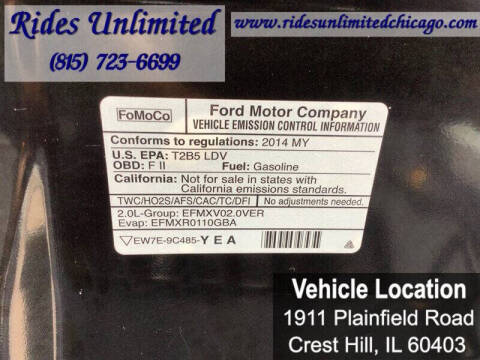 Rides Unlimited
www.ridesunlimitedchicago.com
(815) 723-6699
FoMoCo
Ford Motor Company
VEHICLE EMISSION CONTROL INFORMATION
Conforms to regulations: 2014 MY
U.S. EPA: T2B5 LDV
OBD: F II
Fuel: Gasoline
California: Not for sale in states with
California emissions standards.
TWC/HO2S/AFS/CAC/TC/DFI
No adjustments needed.
2.0L-Group: EFMXV02.0VER
Evap: EFMXR0110GBA
EW7E-9C485-YEA
Vehicle Location
1911 Plainfield Road
Crest Hill, IL 60403